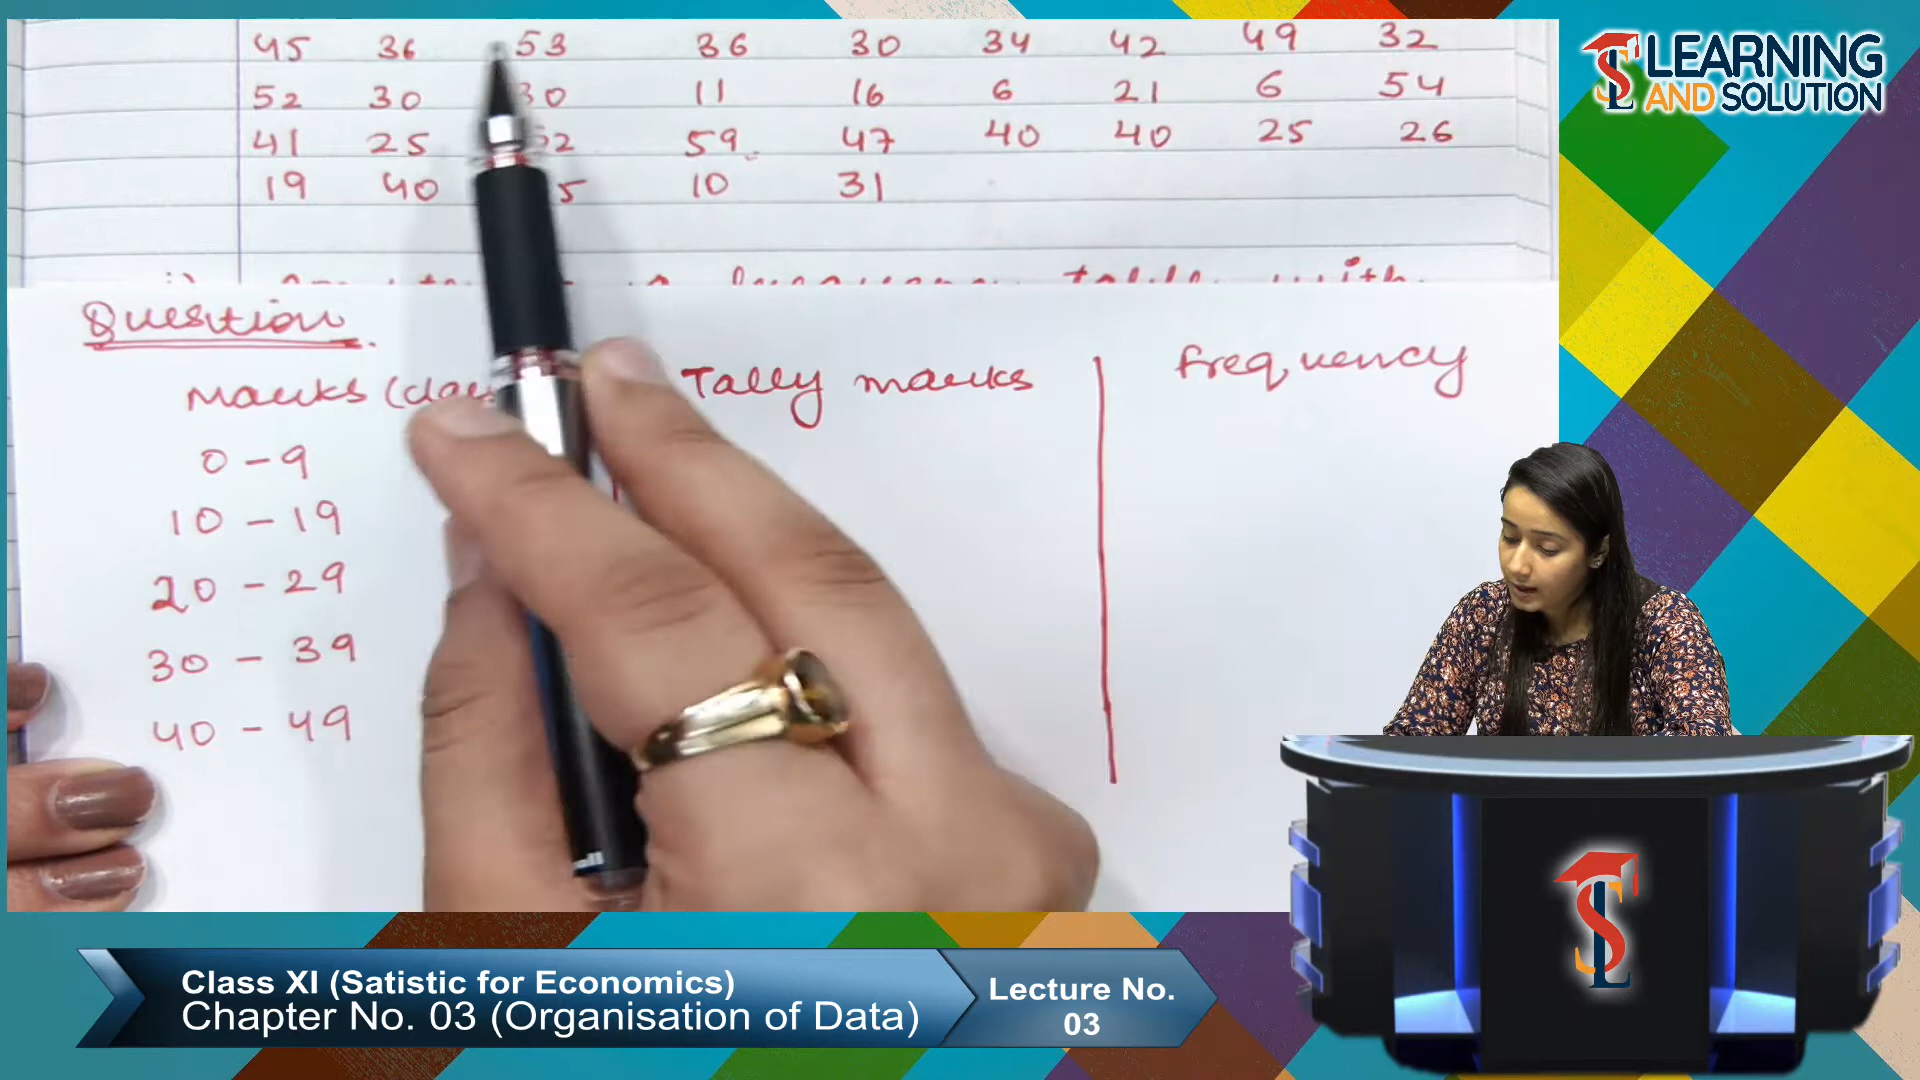 45 36 53 36 30 34 42 49 32
52 30 30 11 16 6 21 6 54
41 25 59 47 40 40 25 26
19 40 10 31
Question
Marks Tally marks frequency
0 - 9
10 - 19
20 - 29
30 - 39
40 - 49
LEARNING
AND SOLUTION
SL
Class XI (Satistic for Economics)
Chapter No. 03 (Organisation of Data)
Lecture No.
03